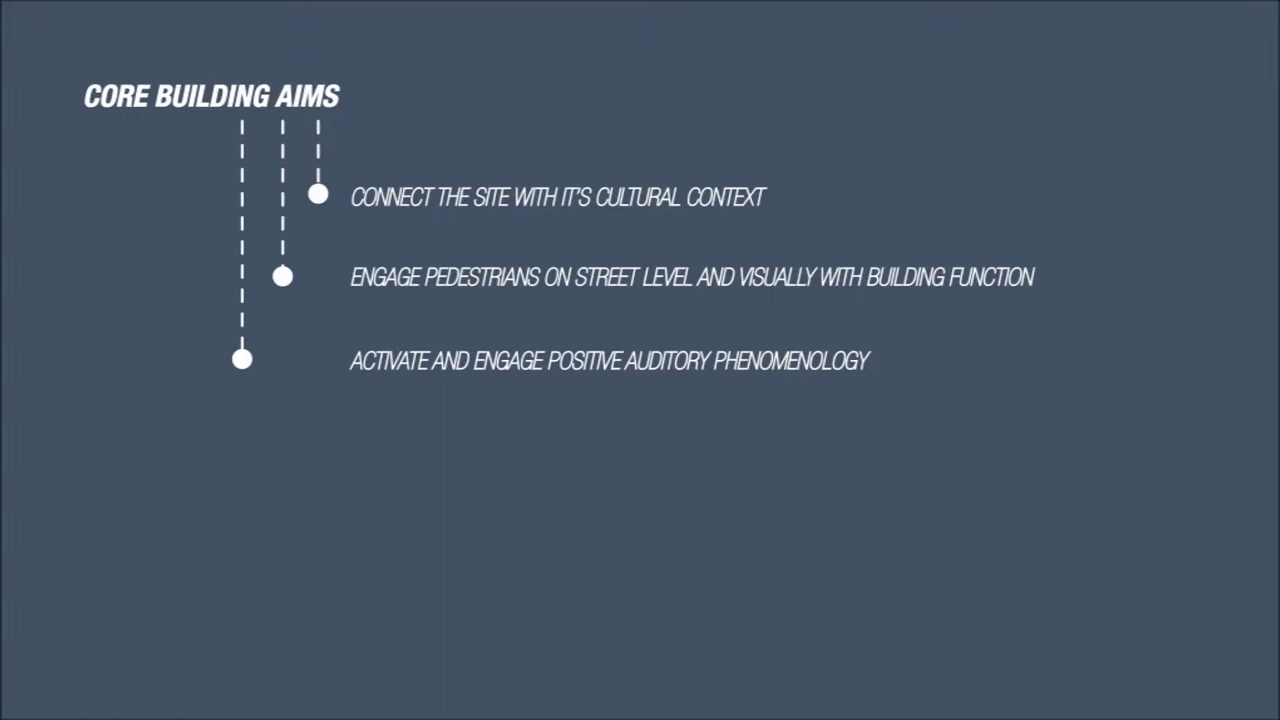 CORE BUILDING AIMS
CONNECT THE SITE WITH IT'S CULTURAL CONTEXT
ENGAGE PEDESTRIANS ON STREET LEVEL AND VISUALLY WITH BUILDING FUNCTION
ACTIVATE AND ENGAGE POSITIVE AUDITORY PHENOMENOLOGY